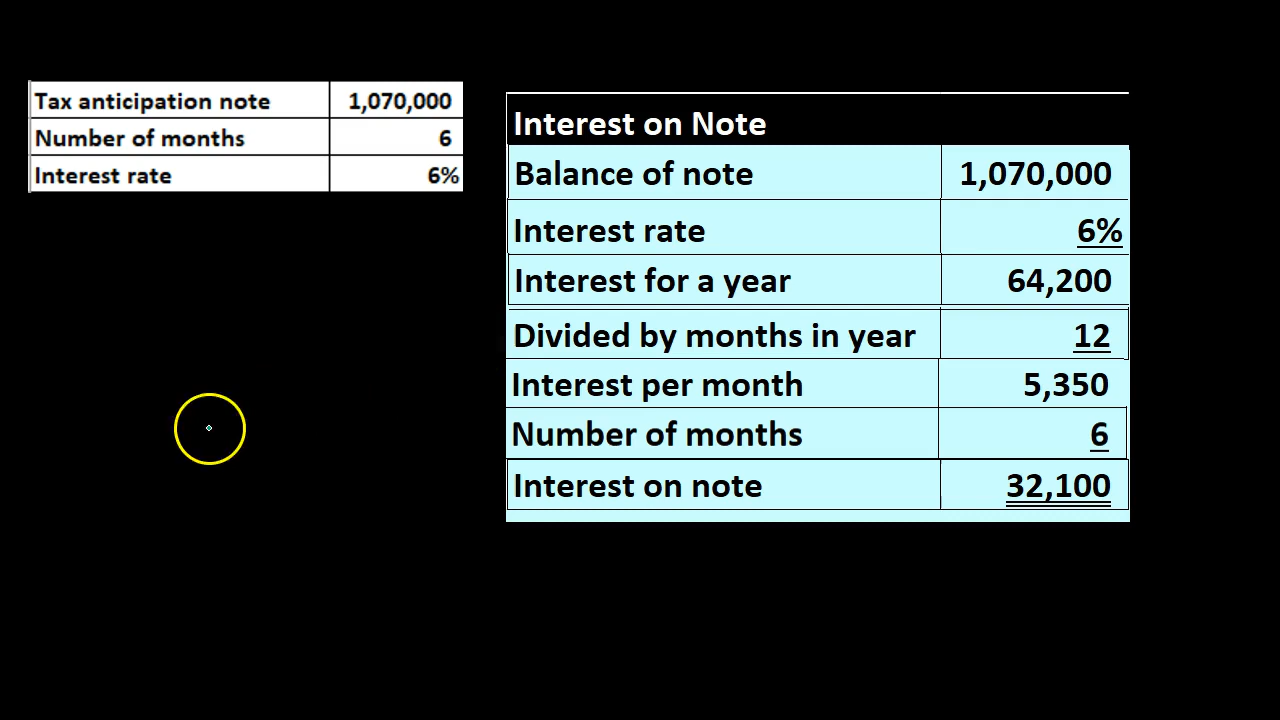 Tax anticipation note 1,070,000
Number of months 6
Interest rate 6%
Interest on Note
Balance of note 1,070,000
Interest rate 6%
Interest for a year 64,200
Divided by months in year 12
Interest per month 5,350
Number of months 6
Interest on note 32,100